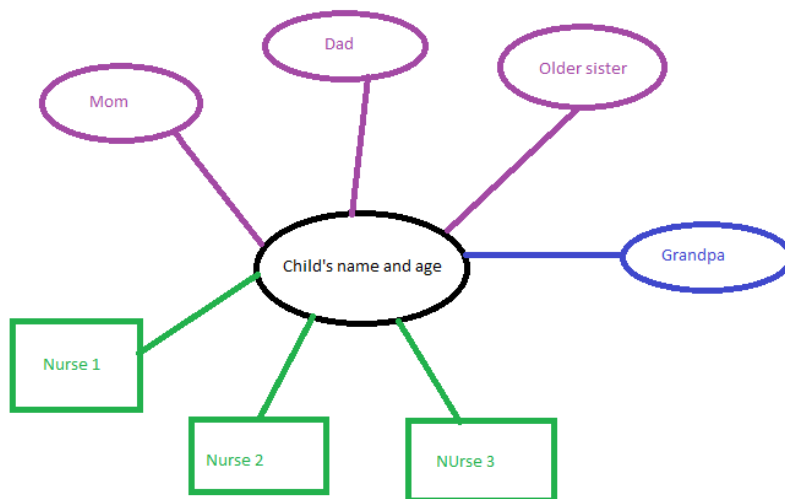 Dad
Older sister
Mom
Grandpa
Child's name and age
Nurse 1
Nurse 2
NUrse 3